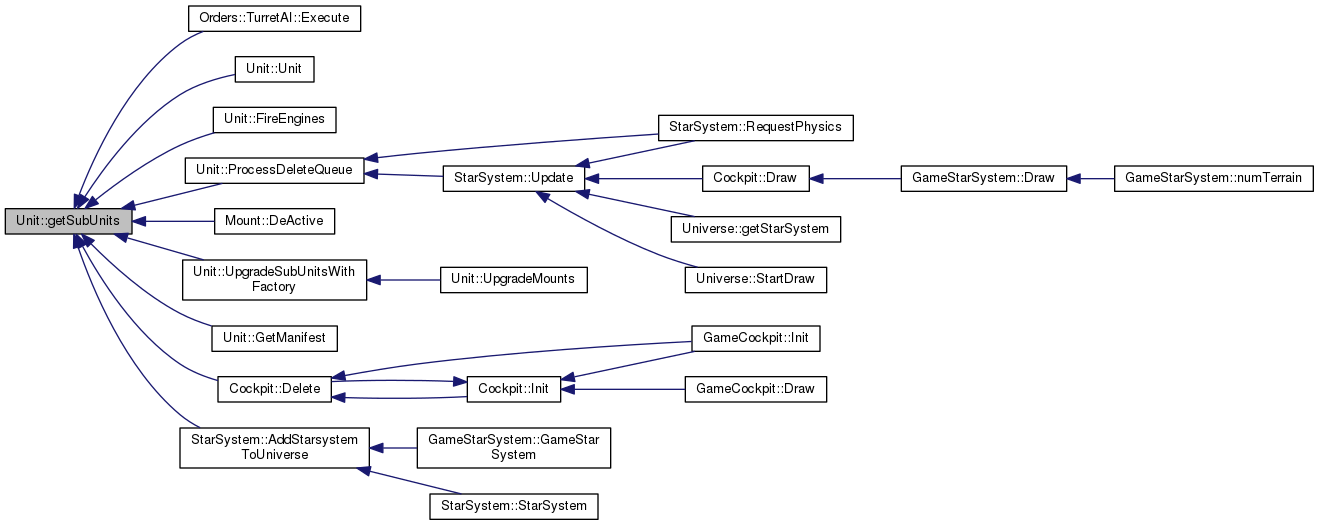 Orders::TurretAI::Execute
Unit::Unit
Unit::FireEngines
StarSystem::RequestPhysics
Unit::ProcessDeleteQueue
StarSystem::Update
Cockpit::Draw
GameStarSystem::Draw
GameStarSystem::numTerrain
Unit::getSubUnits
Mount::DeActive
Universe::getStarSystem
Unit::UpgradeSubUnitsWith
Factory
Unit::UpgradeMounts
Universe::StartDraw
Unit::GetManifest
GameCockpit::Init
Cockpit::Delete
Cockpit::Init
GameCockpit::Draw
StarSystem::AddStarsystem
ToUniverse
GameStarSystem::GameStar
System
StarSystem::StarSystem